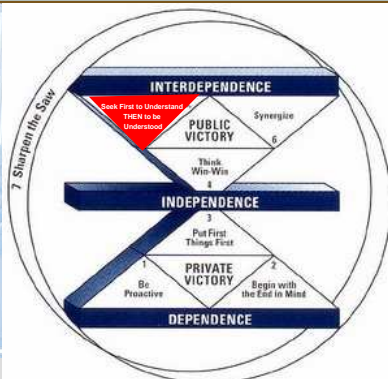 7 Sharpen the Saw
INTERDEPENDENCE
Seek First to Understand
THEN to be
Understood
Synergize
PUBLIC
VICTORY
6
Think
Win-Win
4
INDEPENDENCE
3
Put First
Things First
1
PRIVATE
VICTORY
2
Be
Proactive
Begin with
the End in Mind
DEPENDENCE